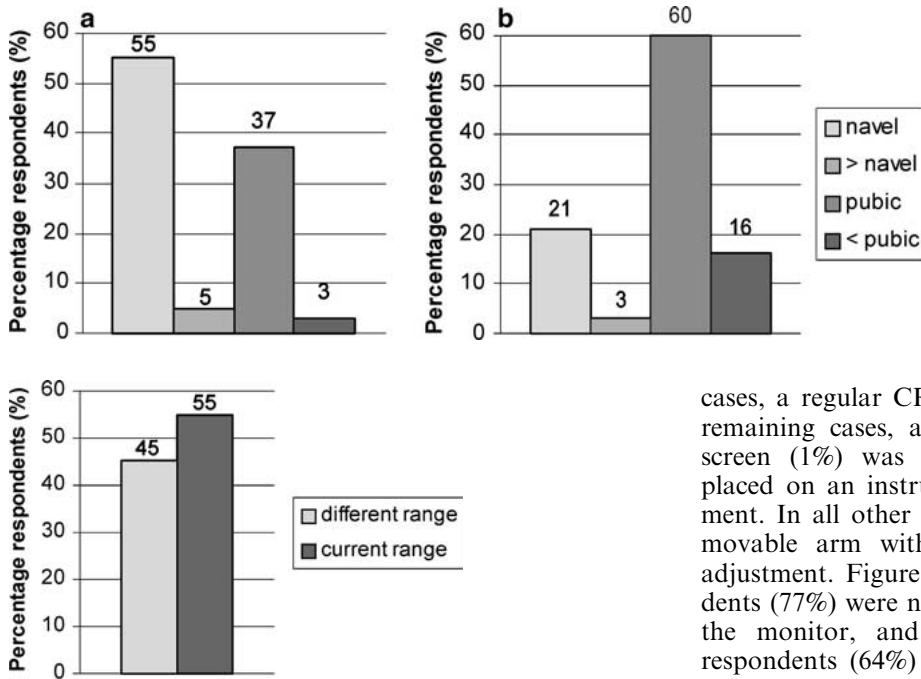 a
Percentage respondents (%)
60
50
40
30
20
10
0
55
5
37
3
b
Percentage respondents (%)
60
50
40
30
20
10
0
21
3
60
16
navel
> navel
pubic
< pubic
Percentage respondents (%)
60
50
40
30
20
10
0
45
55
different range
current range
cases, a regular
remaining cases, a
screen (1%) was
placed on an
ment. In all other
movable arm
adjustment. Figure
dents (77%) were
the monitor, and
respondents (64%)